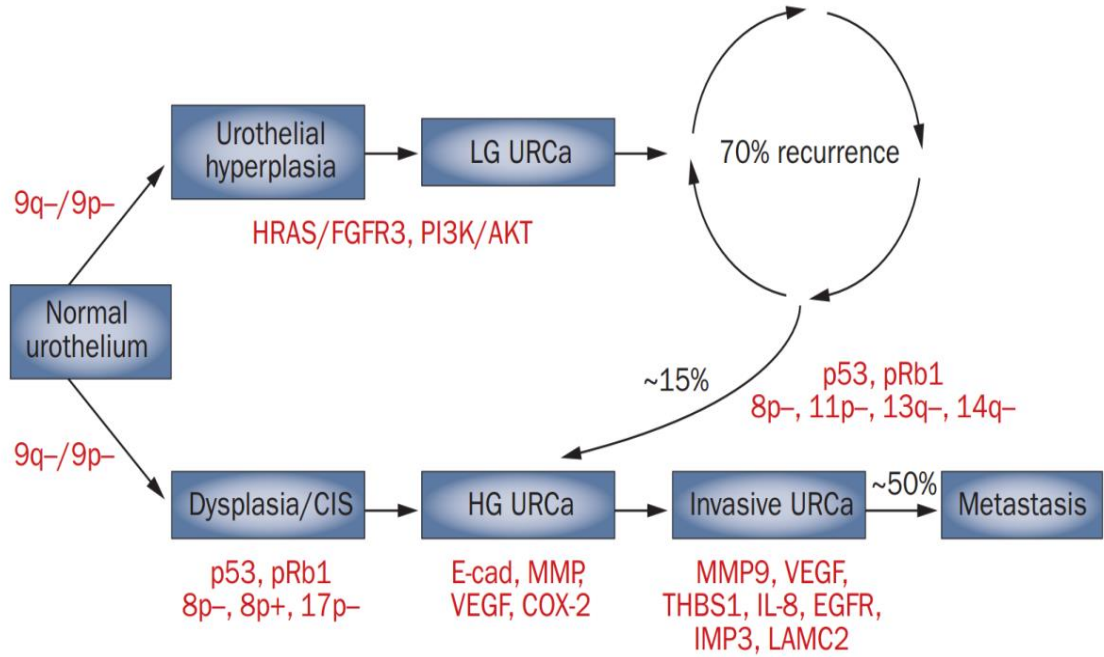 Urothelial
hyperplasia
LG URCa
70% recurrence
9q–/9p–
HRAS/FGFR3, PI3K/AKT
Normal
urothelium
~15%
p53, pRb1
8p–, 11p–, 13q–, 14q–
9q–/9p–
Dysplasia/CIS
HG URCa
Invasive URCa
~50%
Metastasis
p53, pRb1
8p–, 8p+, 17p–
E-cad, MMP,
VEGF, COX-2
MMP9, VEGF,
THBS1, IL-8, EGFR,
IMP3, LAMC2